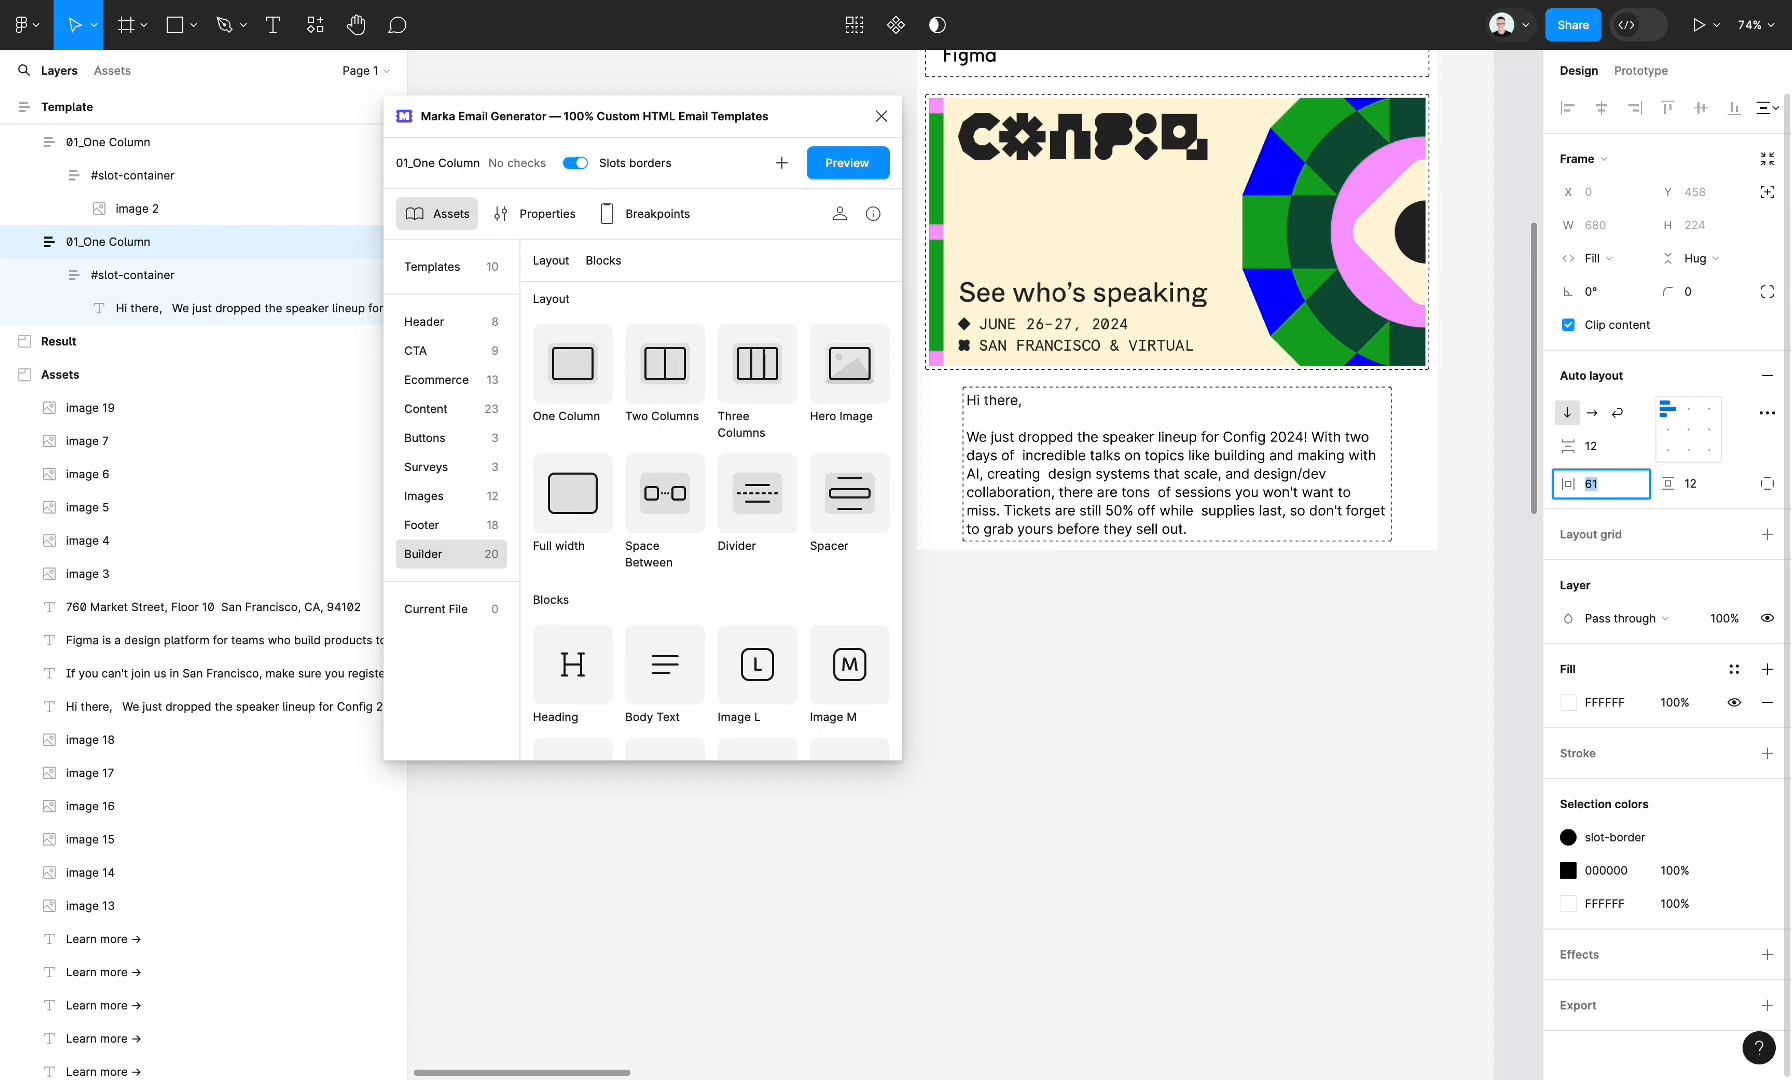 Share
74%
Layers
Assets
Page 1
Template
01_One Column
#slot-container
image 2
01_One Column
#slot-container
Hi there,   We just dropped the speaker lineup for
Result
Assets
image 19
image 7
image 6
image 5
image 4
image 3
760 Market Street, Floor 10  San Francisco, CA, 94102
Figma is a design platform for teams who build products to
If you can't join us in San Francisco, make sure you registe
Hi there,   We just dropped the speaker lineup for Config 2
image 18
image 17
image 16
image 15
image 14
image 13
Learn more →
Learn more →
Learn more →
Learn more →
Learn more →
M
Marka Email Generator — 100% Custom HTML Email Templates
01_One Column
No checks
Slots borders
Preview
Assets
Properties
Breakpoints
Templates 10
Header 8
CTA 9
Ecommerce 13
Content 23
Buttons 3
Surveys 3
Images 12
Footer 18
Builder 20
Current File 0
Layout
Blocks
Layout
One Column
Two Columns
Three
Columns
Hero Image
Full width
Space
Between
Divider
Spacer
Blocks
H
L
M
Heading
Body Text
Image L
Image M
Figma
Config
See who's speaking
JUNE 26-27, 2024
SAN FRANCISCO & VIRTUAL
Hi there,
We just dropped the speaker lineup for Config 2024! With two
days of  incredible talks on topics like building and making with
AI, creating  design systems that scale, and design/dev
collaboration, there are tons  of sessions you won't want to
miss. Tickets are still 50% off while  supplies last, so don't forget
to grab yours before they sell out.
Design
Prototype
Frame
X 0
Y 458
W 680
H 224
Fill
Hug
0°
0
Clip content
Auto layout
12
61
12
Layout grid
Layer
Pass through
100%
Fill
FFFFFF
100%
Stroke
Selection colors
slot-border
000000
100%
FFFFFF
100%
Effects
Export
?